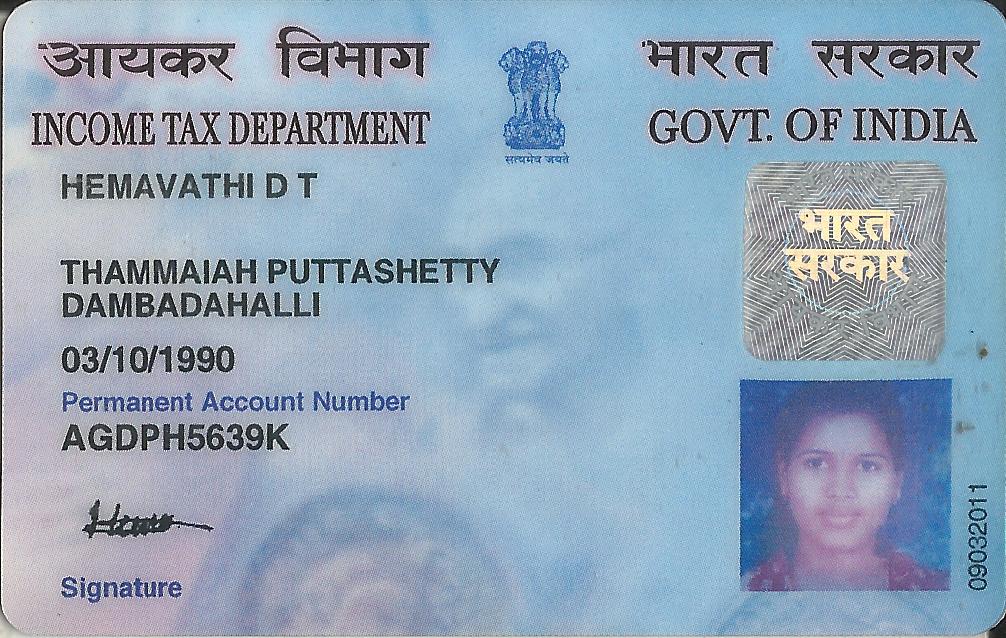 आयकर विभाग
भारत सरकार
INCOME TAX DEPARTMENT
GOVT. OF INDIA
सत्यमेव जयते
HEMAVATHI D T
भारत
सरकार
THAMMAIAH PUTTASHETTY
DAMBADAHALLI
03/10/1990
Permanent Account Number
AGDPH5639K
Signature
09032011